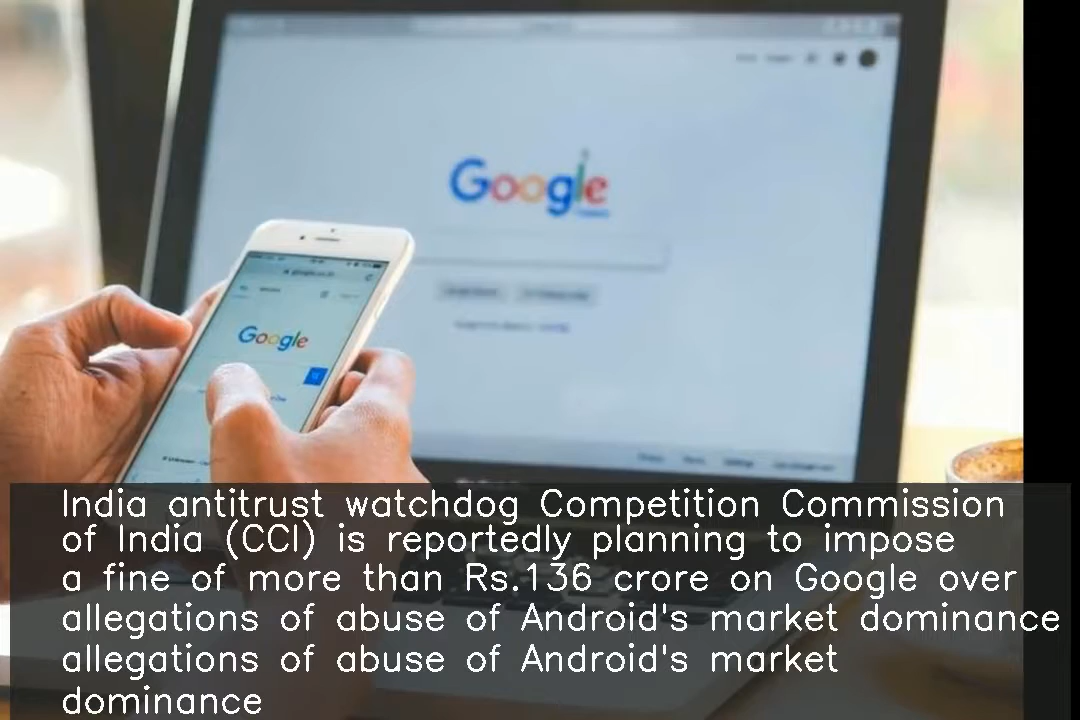 Google
Google
India antitrust watchdog Competition Commission
of India (CCI) is reportedly planning to impose
a fine of more than Rs.136 crore on Google over
allegations of abuse of Android's market dominance
allegations of abuse of Android's market
dominance